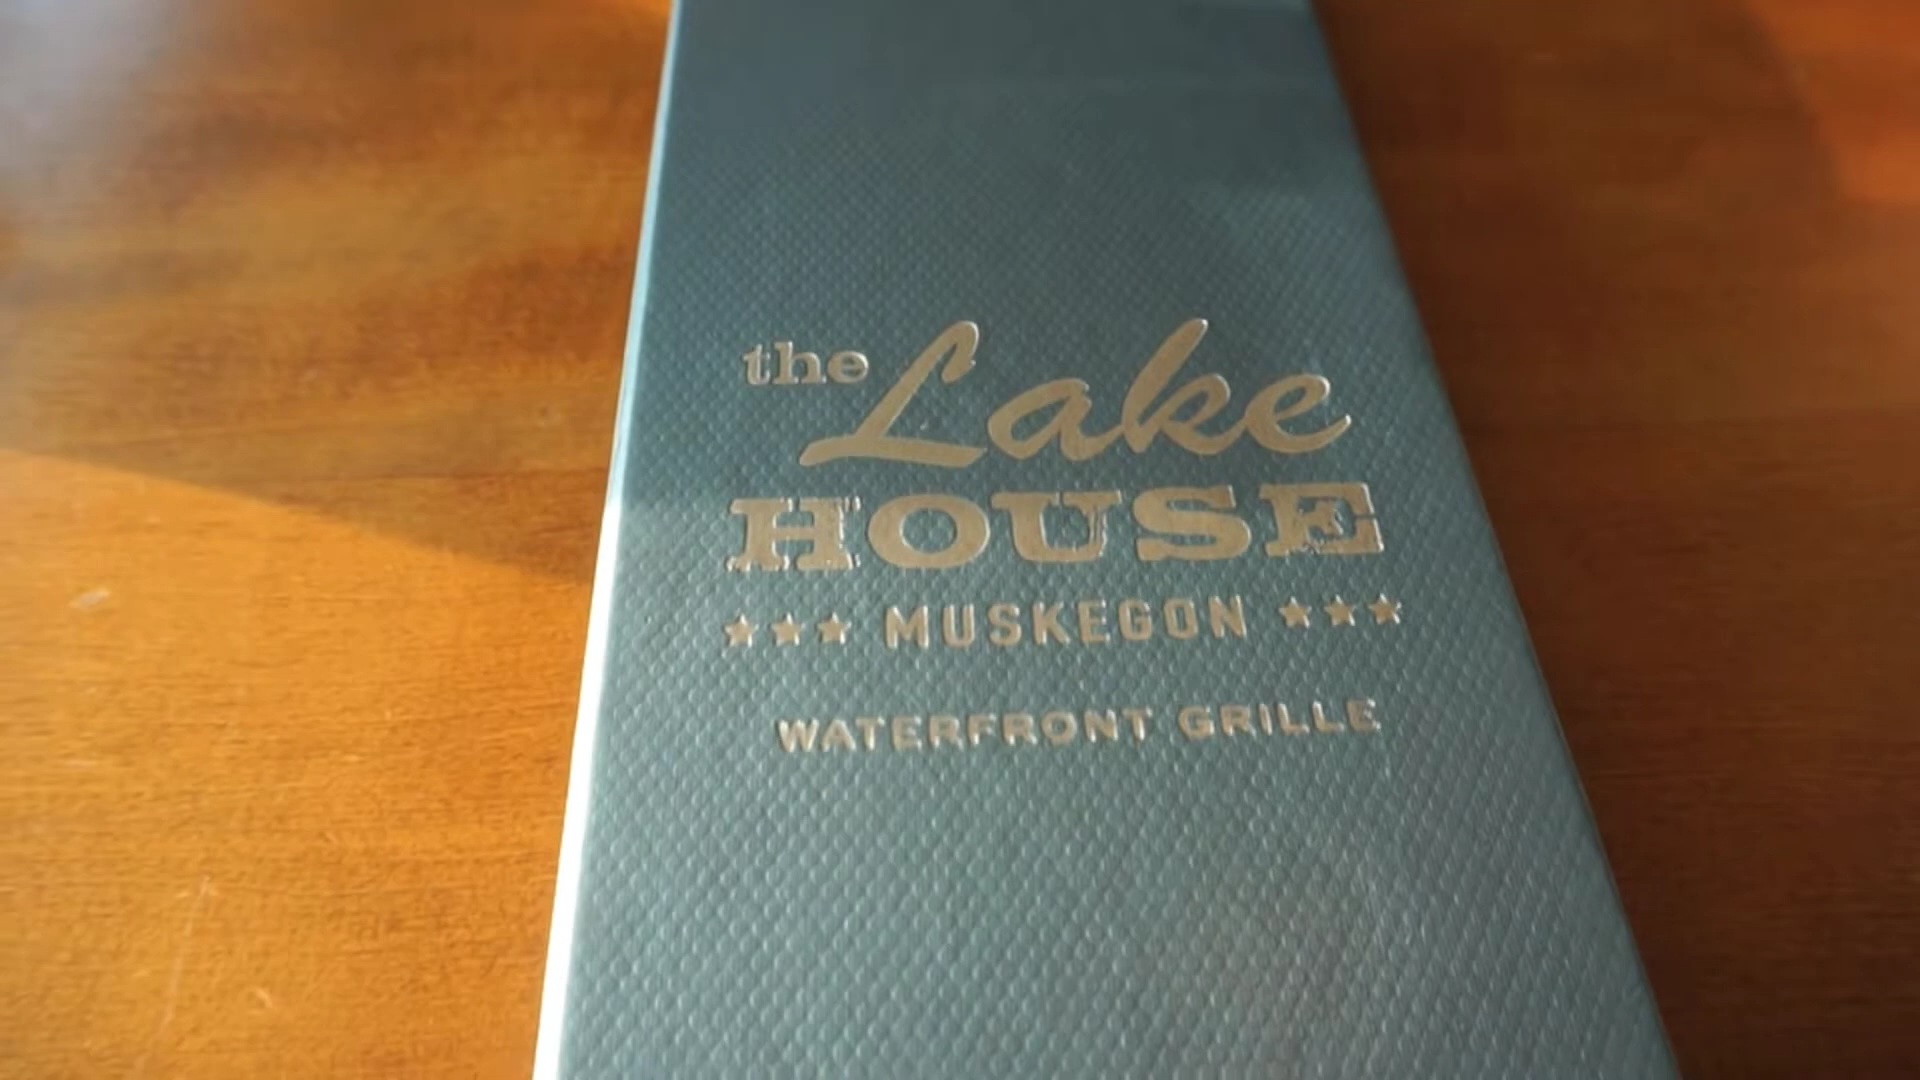 the Lake
HOUSE
★★★ MUSKEGON ★★★
WATERFRONT GRILLE